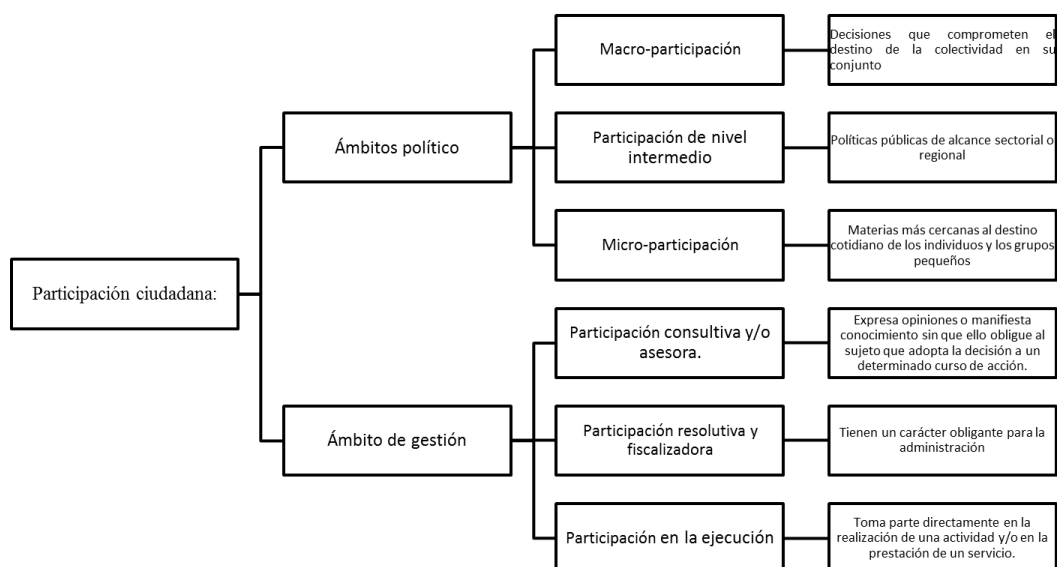 Participación ciudadana:
Ámbitos político
Macro-participación
Decisiones que comprometen el
destino de la colectividad en su
conjunto
Participación de nivel
intermedio
Políticas públicas de alcance sectorial o
regional
Micro-participación
Materias más cercanas al destino
cotidiano de los individuos y los grupos
pequeños
Ámbito de gestión
Participación consultiva y/o
asesora.
Expresa opiniones o manifiesta
conocimiento sin que ello obligue al
sujeto que adopta la decisión a un
determinado curso de acción.
Participación resolutiva y
fiscalizadora
Tienen un carácter obligante para la
administración
Participación en la ejecución
Toma parte directamente en la
realización de una actividad y/o en la
prestación de un servicio.